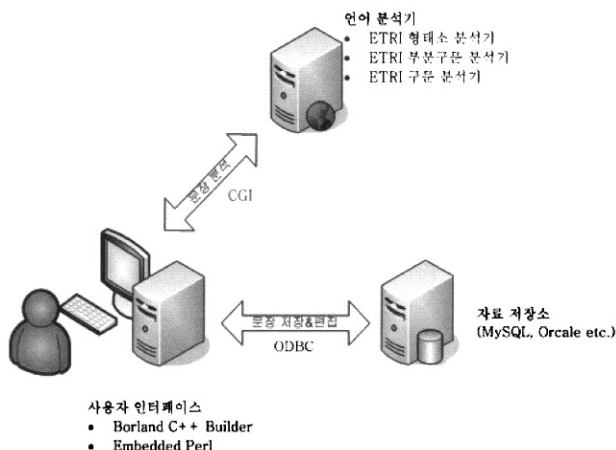 언어 분석기
• ETRI 형태소 분석기
• ETRI 부분구문 분석기
• ETRI 구문 분석기
문장 분석
CGI
문장 저장&편집
ODBC
자료 저장소
(MySQL, Orcale etc.)
사용자 인터페이스
• Borland C++ Builder
• Embedded Perl